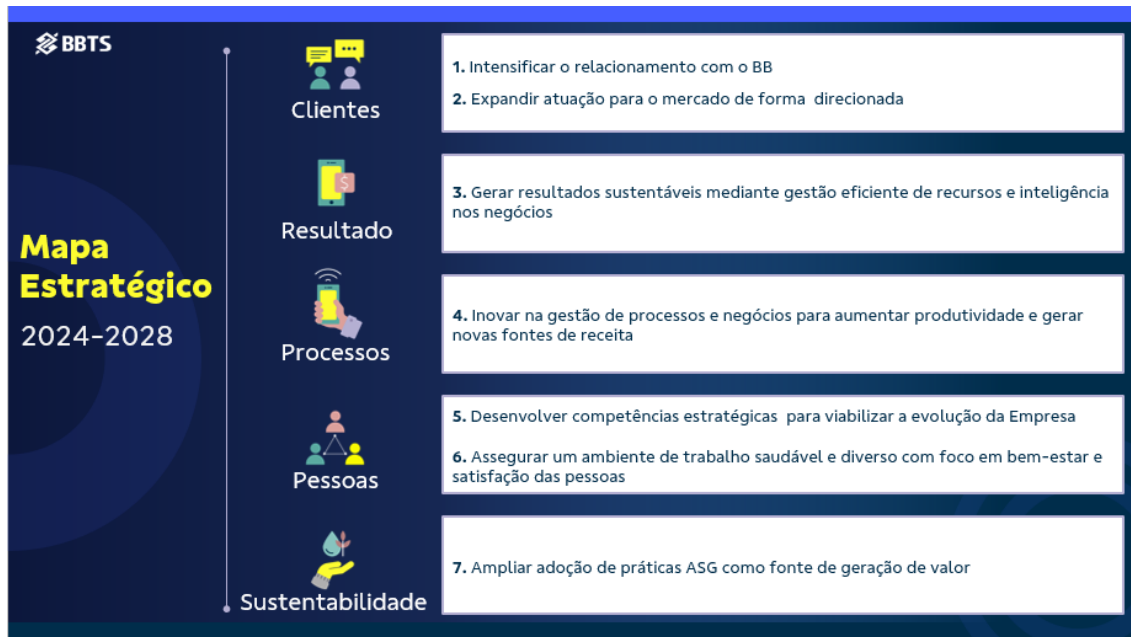 BBTS
Mapa
Estratégico
2024-2028
Clientes
1. Intensificar o relacionamento com o BB
2. Expandir atuação para o mercado de forma direcionada
Resultado
3. Gerar resultados sustentáveis mediante gestão eficiente de recursos e inteligência
nos negócios
Processos
4. Inovar na gestão de processos e negócios para aumentar produtividade e gerar
novas fontes de receita
Pessoas
5. Desenvolver competências estratégicas para viabilizar a evolução da Empresa
6. Assegurar um ambiente de trabalho saudável e diverso com foco em bem-estar e
satisfação das pessoas
Sustentabilidade
7. Ampliar adoção de práticas ASG como fonte de geração de valor